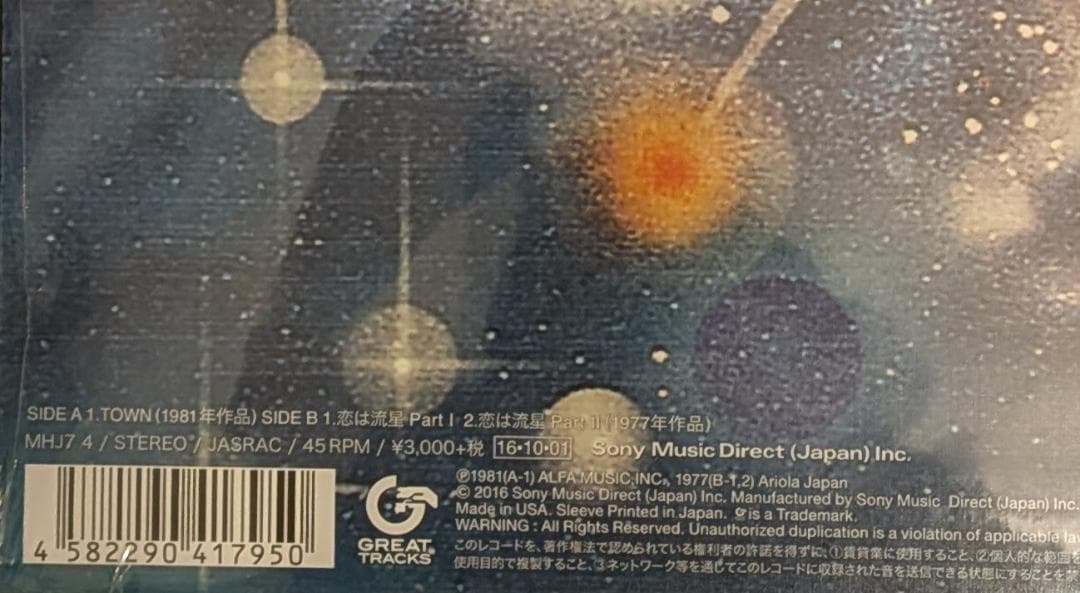 SIDE A 1.TOWN (1981年作品) SIDE B 1.恋は流星 Part I 2.恋は流星 Part II (1977年作品)
MHJ7 4 / STEREO / JASRAC / 45 RPM / ¥3,000+税 16•10•01 Sony Music Direct (Japan) Inc.
℗1981(A-1) ALFA MUSIC,INC., 1977(B-1,2) Ariola Japan
© 2016 Sony Music Direct (Japan) Inc. Manufactured by Sony Music Direct (Japan) Inc.
Made in USA. Sleeve Printed in Japan. is a Trademark.
WARNING : All Rights Reserved. Unauthorized duplication is a violation of applicable
このレコードを、著作権法で認められている権利者の許諾を得ずに、①賃貸業に使用すること、②個人的な範囲を
使用目的で複製すること、③ネットワーク等を通じてこのレコードに収録された音を送信できる状態にすることを
GREAT TRACKS
4 582290 417950